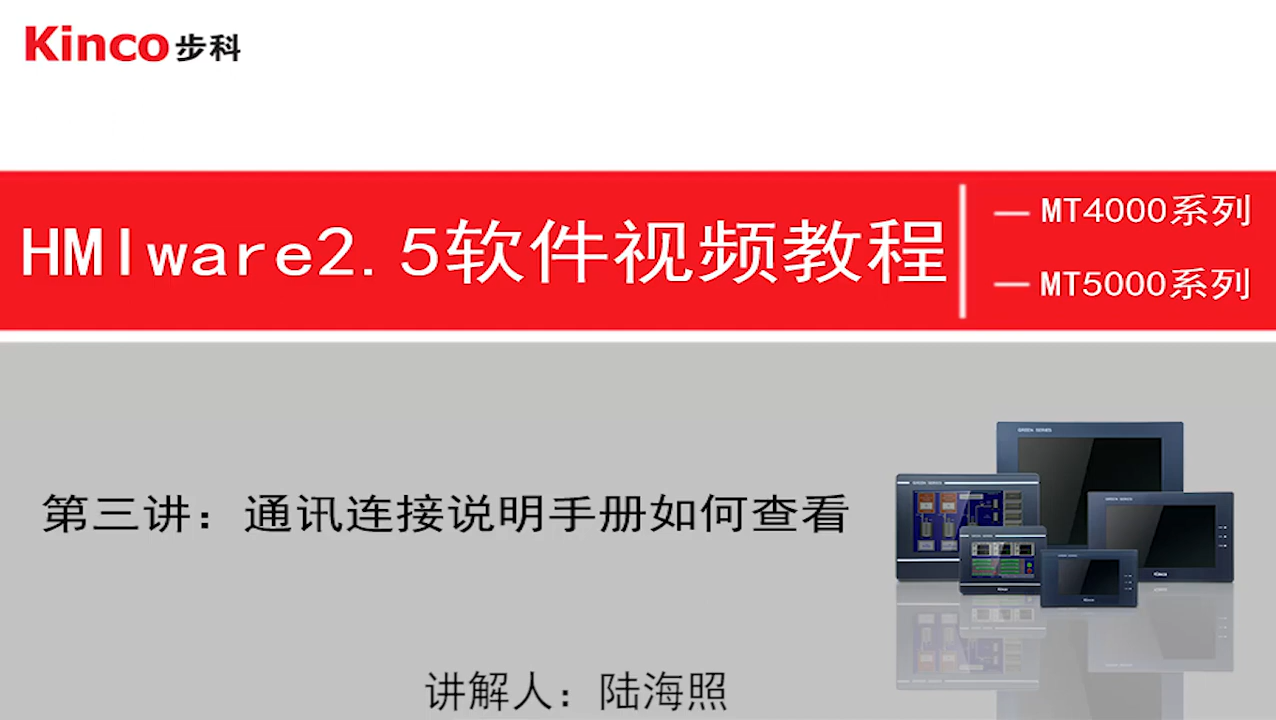 Kinco步科
HMIware2.5软件视频教程
— MT4000系列
— MT5000系列
第三讲：通讯连接说明手册如何查看
讲解人：陆海照